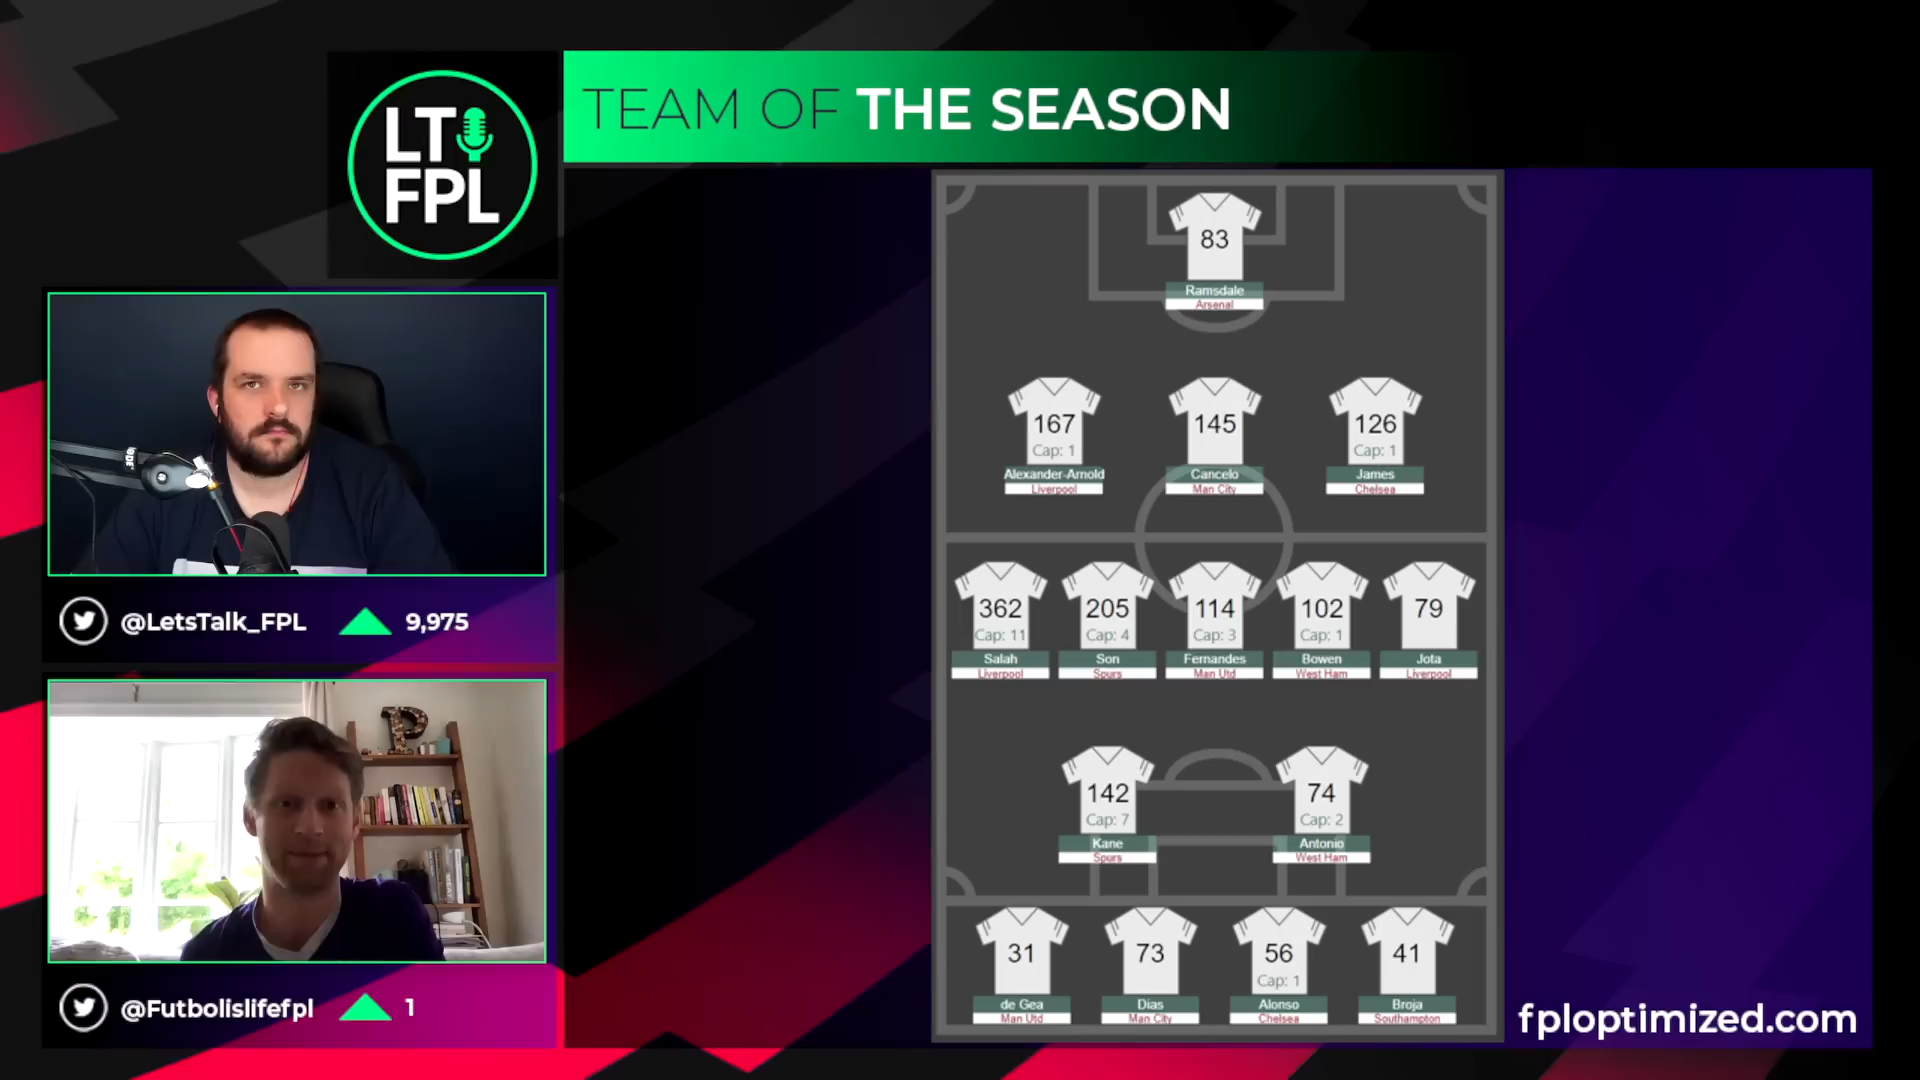 LT
FPL
TEAM OF THE SEASON
@LetsTalk_FPL 9,975
@Futbolislifefpl 1
83
Ramsdale
Arsenal
167 145 126
Cap: 1 Cap: 1
Alexander-Arnold Cancelo James
Liverpool Man City Chelsea
362 205 114 102 79
Cap: 11 Cap: 4 Cap: 3 Cap: 1
Salah Son Fernandes Bowen Jota
Liverpool Spurs Man Utd West Ham Liverpool
142 74
Cap: 7 Cap: 2
Kane Antonio
Spurs West Ham
31 73 56 41
Cap: 1
de Gea Dias Alonso Broja
Man Utd Man City Chelsea Southampton
fploptimized.com
P